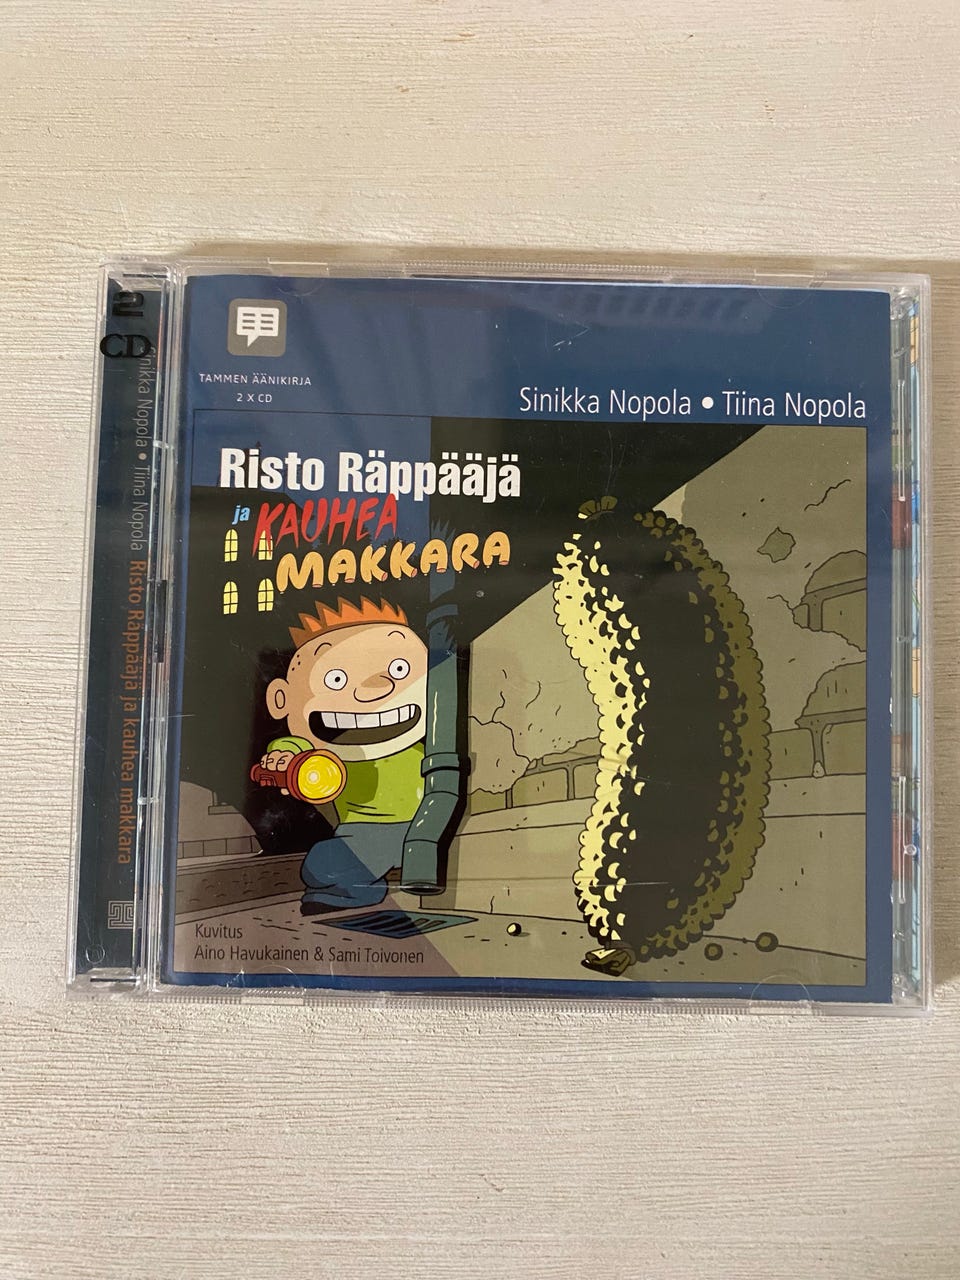 2
CD
Sinikka Nopola • Tiina Nopola Risto Räppääjä ja kauhea makkara
TAMMEN ÄÄNIKIRJA
2 X CD
Sinikka Nopola • Tiina Nopola
Risto Räppääjä
ja KAUHEA
MAKKARA
Kuvitus
Aino Havukainen & Sami Toivonen